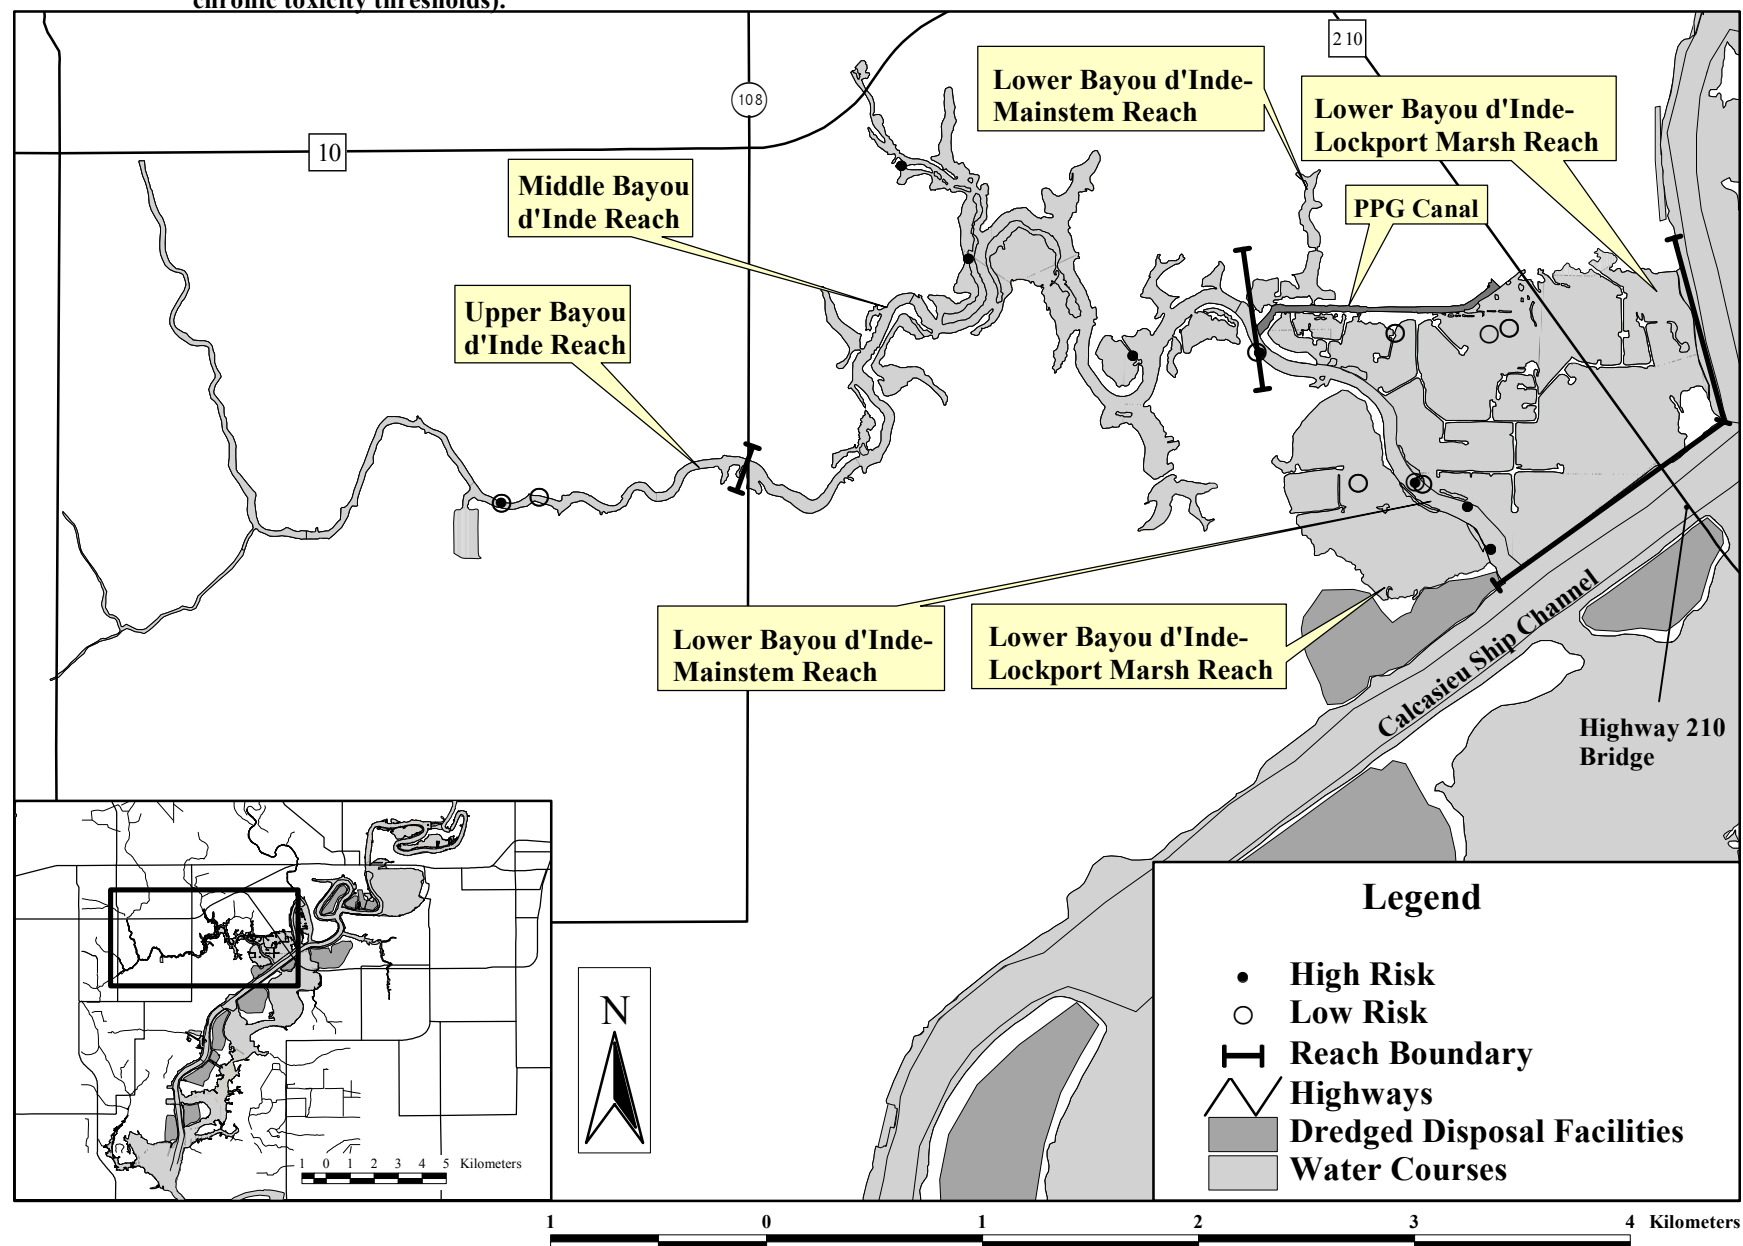 chronic toxicity thresholds).
210
108
10
Lower Bayou d'Inde-
Mainstem Reach
Lower Bayou d'Inde-
Lockport Marsh Reach
Middle Bayou
d'Inde Reach
PPG Canal
Upper Bayou
d'Inde Reach
Lower Bayou d'Inde-
Mainstem Reach
Lower Bayou d'Inde-
Lockport Marsh Reach
Calcasieu Ship Channel
Highway 210
Bridge
Legend
High Risk
Low Risk
Reach Boundary
Highways
Dredged Disposal Facilities
Water Courses
N
1 0 1 2 3 4 5 Kilometers
1 0 1 2 3 4 Kilometers